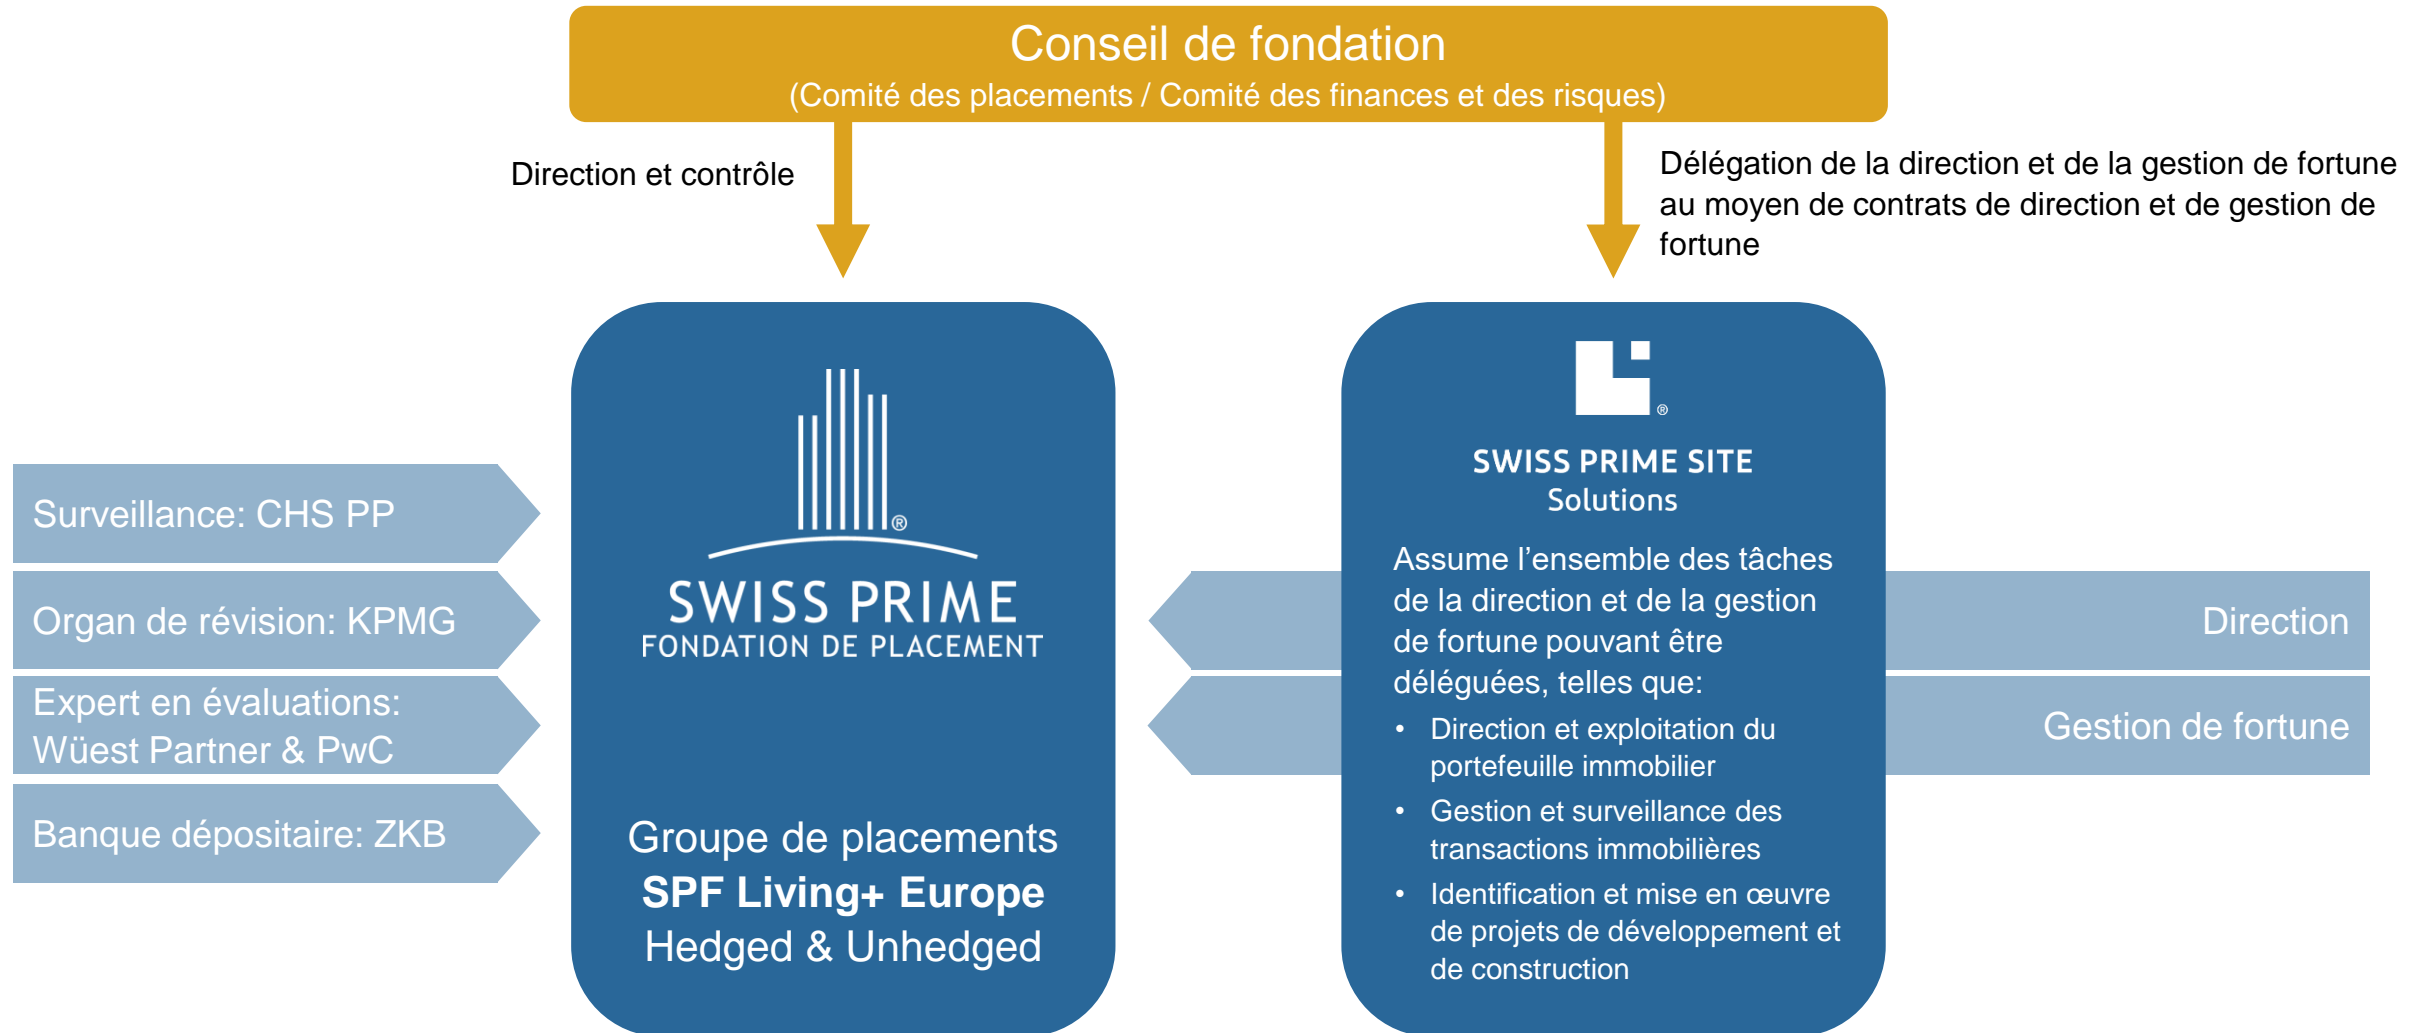 Conseil de fondation
(Comité des placements / Comité des finances et des risques)
Direction et contrôle
Délégation de la direction et de la gestion de fortune
au moyen de contrats de direction et de gestion de
fortune
Surveillance: CHS PP
Organ de révision: KPMG
Expert en évaluations:
Wüest Partner & PwC
Banque dépositaire: ZKB
®
SWISS PRIME
FONDATION DE PLACEMENT
Groupe de placements
SPF Living+ Europe
Hedged & Unhedged
®
SWISS PRIME SITE
Solutions
Assume l’ensemble des tâches
de la direction et de la gestion
de fortune pouvant être
déléguées, telles que:
• Direction et exploitation du
portefeuille immobilier
• Gestion et surveillance des
transactions immobilières
• Identification et mise en œuvre
de projets de développement et
de construction
Direction
Gestion de fortune